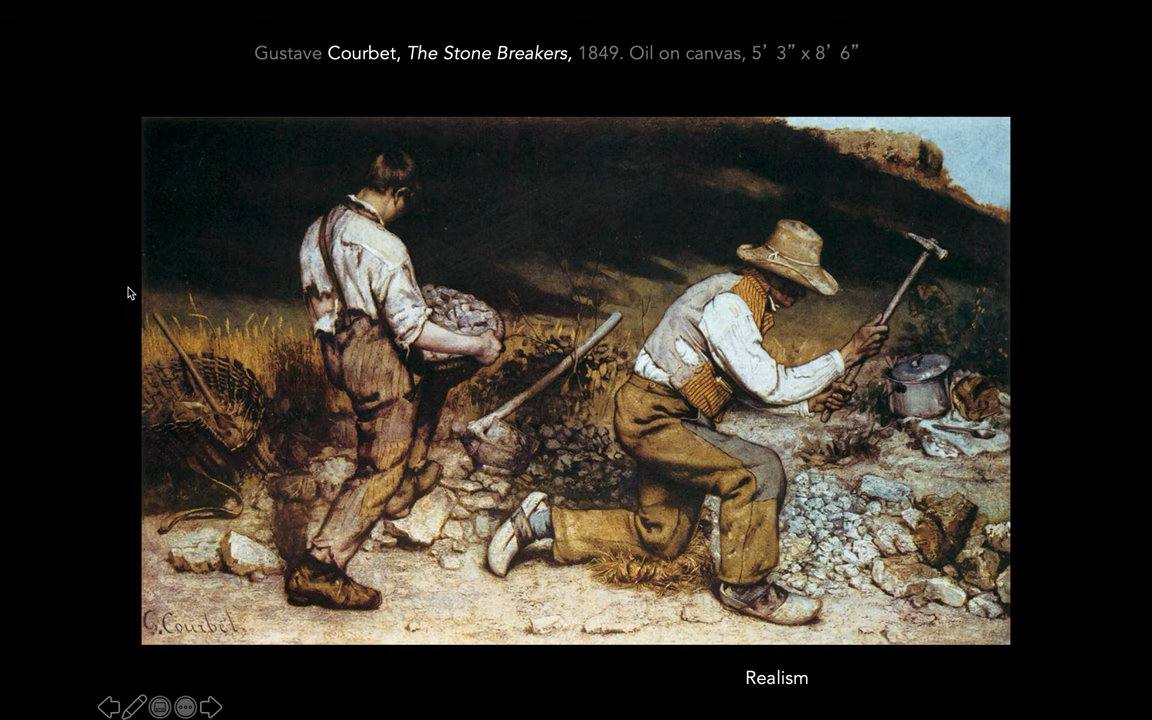 Gustave Courbet, The Stone Breakers, 1849. Oil on canvas, 5’ 3” x 8’ 6”
G. Courbet.
Realism